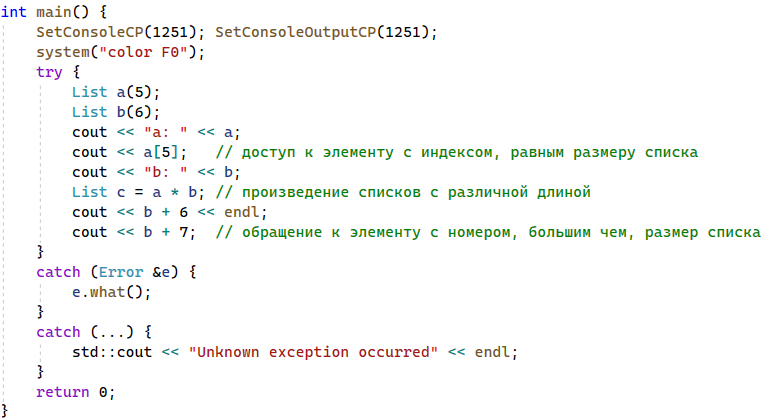 int main() {
    SetConsoleCP(1251); SetConsoleOutputCP(1251);
    system("color F0");
    try {
        List a(5);
        List b(6);
        cout << "a: " << a;
        cout << a[5];   // доступ к элементу с индексом, равным размеру списка
        cout << "b: " << b;
        List c = a * b; // произведение списков с различной длиной
        cout << b + 6 << endl;
        cout << b + 7;  // обращение к элементу с номером, большим чем, размер списка
    }
    catch (Error &e) {
        e.what();
    }
    catch (...) {
        std::cout << "Unknown exception occurred" << endl;
    }
    return 0;
}